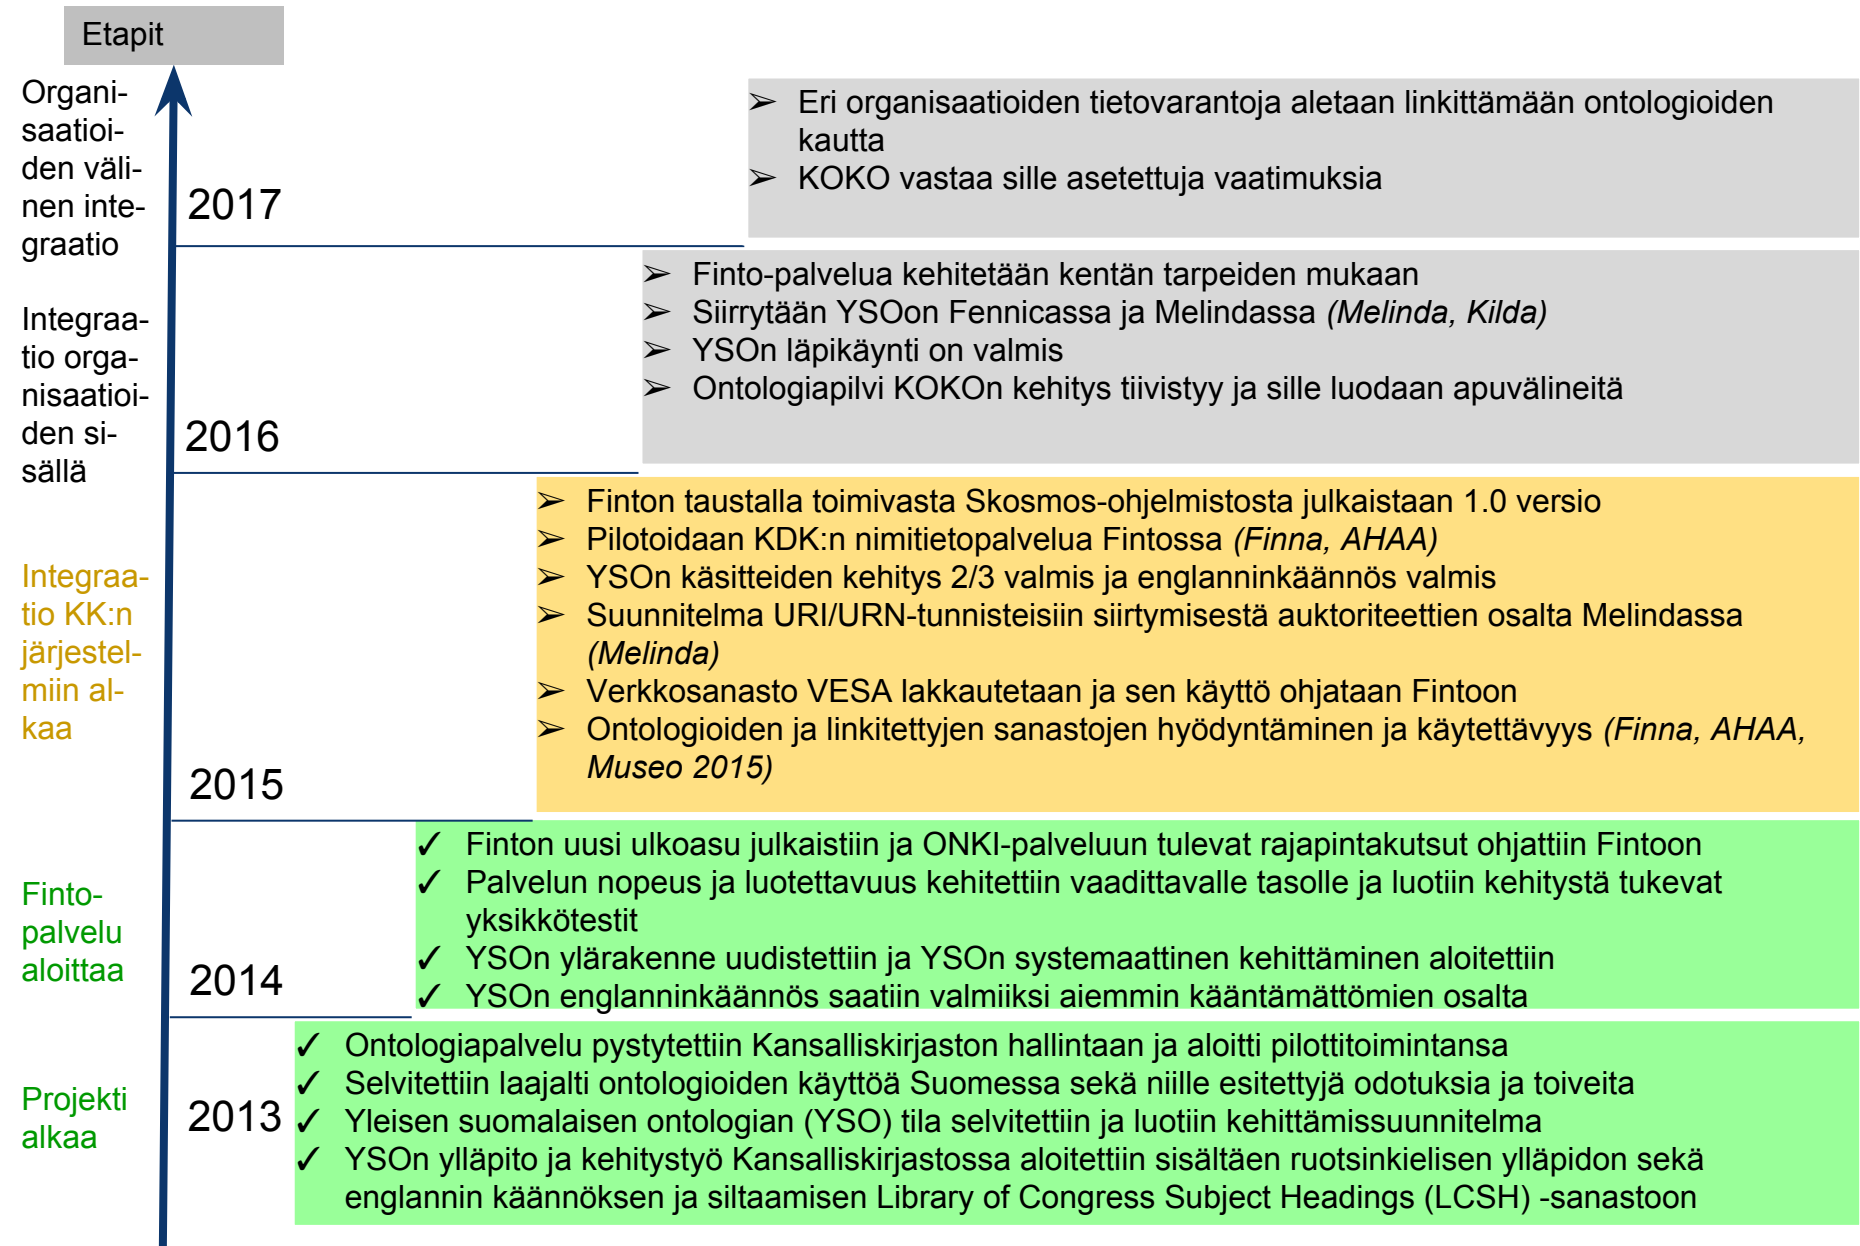 Etapit
Organi-
saatioi-
den väli-
nen inte-
graatio
2017
➢ Eri organisaatioiden tietovarantoja aletaan linkittämään ontologioiden
kautta
➢ KOKO vastaa sille asetettuja vaatimuksia
Integraa-
tio orga-
nisaatioi-
den si-
sällä
2016
➢ Finto-palvelua kehitetään kentän tarpeiden mukaan
➢ Siirrytään YSOon Fennicassa ja Melindassa (Melinda, Kilda)
➢ YSOn läpikäynti on valmis
➢ Ontologiapilvi KOKOn kehitys tiivistyy ja sille luodaan apuvälineitä
Integraa-
tio KK:n
järjestel-
miin al-
kaa
2015
➢ Finton taustalla toimivasta Skosmos-ohjelmistosta julkaistaan 1.0 versio
➢ Pilotoidaan KDK:n nimitietopalvelua Fintossa (Finna, AHAA)
➢ YSOn käsitteiden kehitys 2/3 valmis ja englanninkäännös valmis
➢ Suunnitelma URI/URN-tunnisteisiin siirtymisestä auktoriteettien osalta Melindassa
(Melinda)
➢ Verkkosanasto VESA lakkautetaan ja sen käyttö ohjataan Fintoon
➢ Ontologioiden ja linkitettyjen sanastojen hyödyntäminen ja käytettävyys (Finna, AHAA,
Museo 2015)
Finto-
palvelu
aloittaa
2014
✓ Finton uusi ulkoasu julkaistiin ja ONKI-palveluun tulevat rajapintakutsut ohjattiin Fintoon
✓ Palvelun nopeus ja luotettavuus kehitettiin vaadittavalle tasolle ja luotiin kehitystä tukevat
yksikkötestit
✓ YSOn ylärakenne uudistettiin ja YSOn systemaattinen kehittäminen aloitettiin
✓ YSOn englanninkäännös saatiin valmiiksi aiemmin kääntämättömien osalta
Projekti
alkaa
2013
✓ Ontologiapalvelu pystytettiin Kansalliskirjaston hallintaan ja aloitti pilottitoimintansa
✓ Selvitettiin laajalti ontologioiden käyttöä Suomessa sekä niille esitettyjä odotuksia ja toiveita
✓ Yleisen suomalaisen ontologian (YSO) tila selvitettiin ja luotiin kehittämissuunnitelma
✓ YSOn ylläpito ja kehitystyö Kansalliskirjastossa aloitettiin sisältäen ruotsinkielisen ylläpidon sekä
englannin käännöksen ja siltaamisen Library of Congress Subject Headings (LCSH) -sanastoon